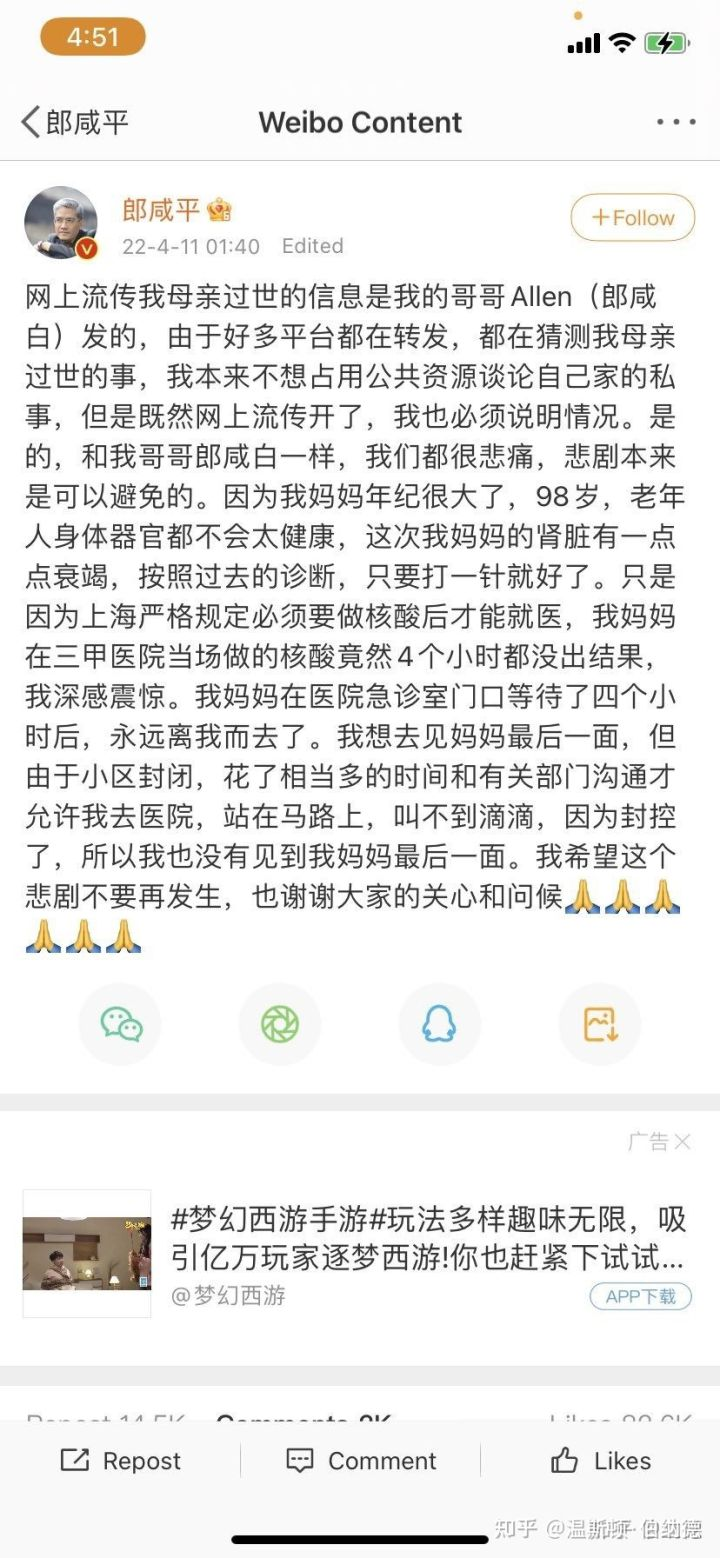 4:51
郎咸平
Weibo Content
郎咸平
+Follow
22-4-11 01:40 Edited
网上流传我母亲过世的信息是我的哥哥Allen（郎咸
白）发的，由于好多平台都在转发，都在猜测我母亲
过世的事，我本来不想占用公共资源谈论自己家的私
事，但是既然网上流传开了，我也必须说明情况。是
的，和我哥哥郎咸白一样，我们都很悲痛，悲剧本来
是可以避免的。因为我妈妈年纪很大了，98岁，老年
人身体器官都不会太健康，这次我妈妈的肾脏有一点
点衰竭，按照过去的诊断，只要打一针就好了。只是
因为上海严格规定必须要做核酸后才能就医，我妈妈
在三甲医院当场做的核酸竟然4个小时都没出结果，
我深感震惊。我妈妈在医院急诊室门口等待了四个小
时后，永远离我而去了。我想去见妈妈最后一面，但
由于小区封闭，花了相当多的时间和有关部门沟通才
允许我去医院，站在马路上，叫不到滴滴，因为封控
了，所以我也没有见到我妈妈最后一面。我希望这个
悲剧不要再发生，也谢谢大家的关心和问候🙏🙏🙏
🙏🙏🙏
广告
#梦幻西游手游#玩法多样趣味无限，吸
引亿万玩家逐梦西游!你也赶紧下试试...
@梦幻西游
APP下载
Repost Comment Likes
知乎 @温斯顿·伯纳德